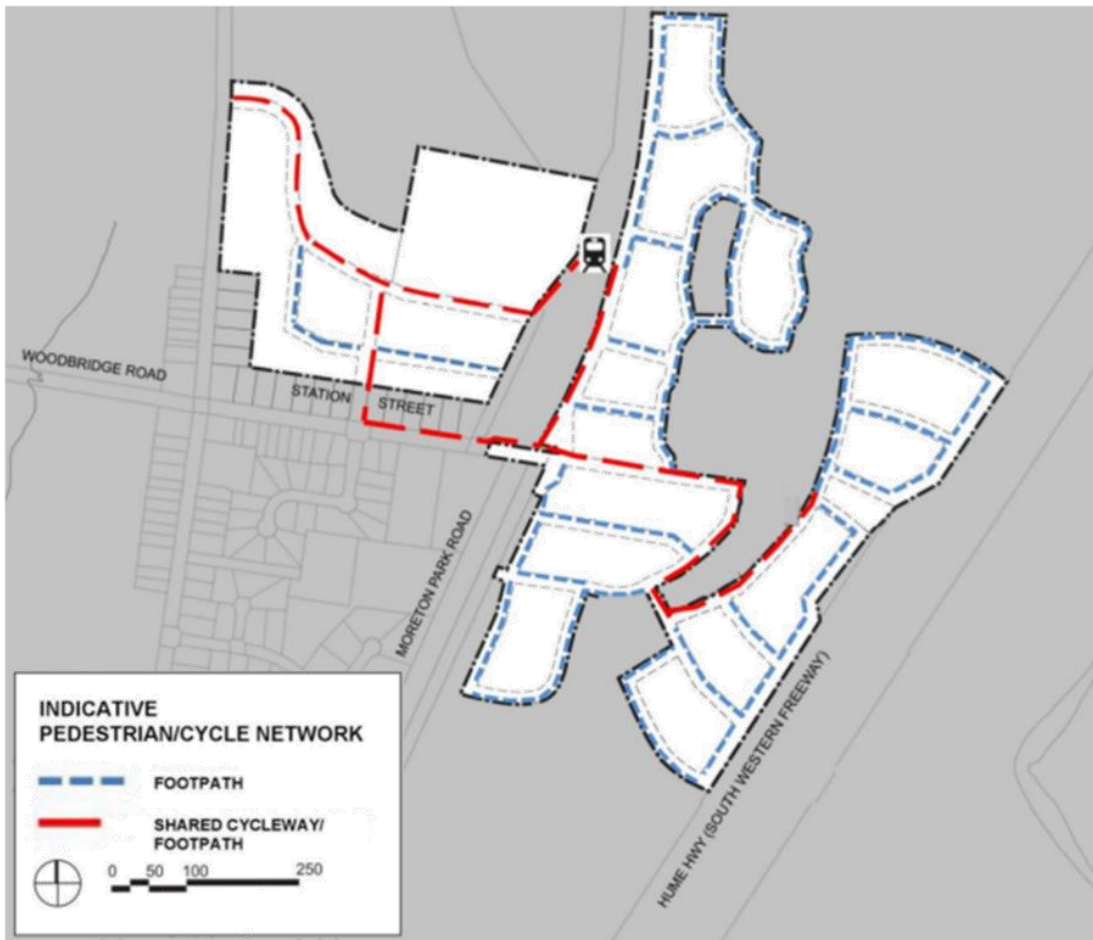 WOODBRIDGE ROAD
STATION STREET
MORETON PARK ROAD
HUME HWY (SOUTH WESTERN FREEWAY)
INDICATIVE
PEDESTRIAN/CYCLE NETWORK
FOOTPATH
SHARED CYCLEWAY/
FOOTPATH
0 50 100 250